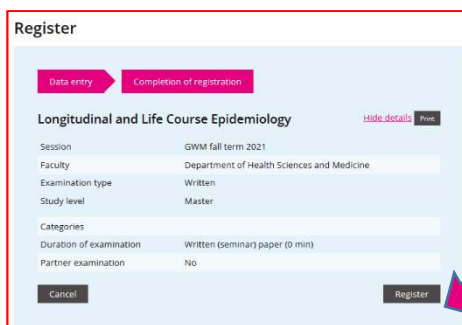 Register
Data entry Completion of registration
Longitudinal and Life Course Epidemiology Hide details Print
Session GWM fall term 2021
Faculty Department of Health Sciences and Medicine
Examination type Written
Study level Master
Categories
Duration of examination Written (seminar) paper (0 min)
Partner examination No
Cancel Register